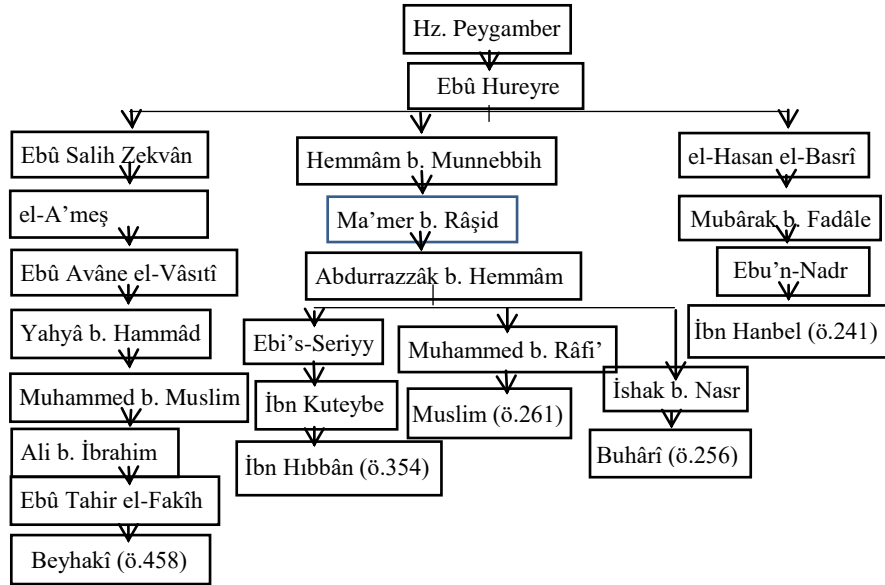 Hz. Peygamber
Ebû Hureyre
Ebû Salih Zekvân
Hemmâm b. Munnebbih
el-Hasan el-Basrî
el-A’meş
Ma’mer b. Râşid
Mubârak b. Fadâle
Ebû Avâne el-Vâsıtî
Abdurrazzâk b. Hemmâm
Ebu’n-Nadr
Yahyâ b. Hammâd
Ebi’s-Seriyy
Muhammed b. Râfi’
İbn Hanbel (ö.241)
Muhammed b. Muslim
İbn Kuteybe
Muslim (ö.261)
İshak b. Nasr
Ali b. İbrahim
İbn Hıbbân (ö.354)
Buhârî (ö.256)
Ebû Tahir el-Fakîh
Beyhakî (ö.458)